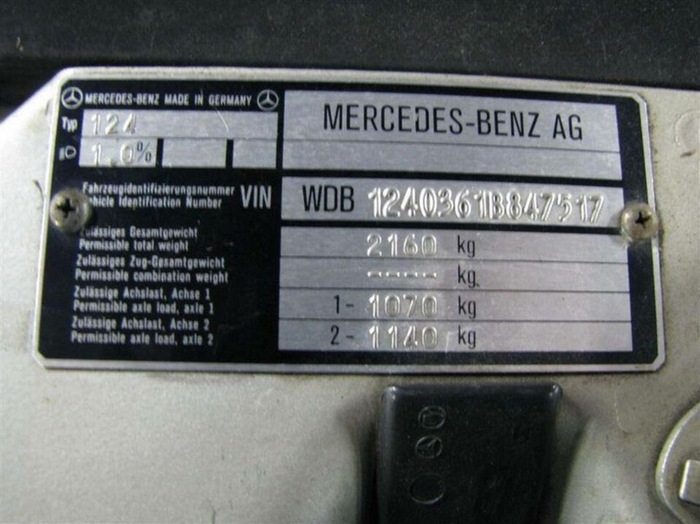 MERCEDES-BENZ MADE IN GERMANY
MERCEDES-BENZ AG
Typ 124
1.0%
Fahrzeugidentifizierungsnummer
Vehicle Identification Number VIN WDB 1240361B847517
Zulässiges Gesamtgewicht
Permissible total weight 2160 kg
Zulässiges Zug-Gesamtgewicht
Permissible combination weight ---- kg
Zulässige Achslast, Achse 1
Permissible axle load, axle 1 1- 1070 kg
Zulässige Achslast, Achse 2
Permissible axle load, axle 2 2- 1140 kg